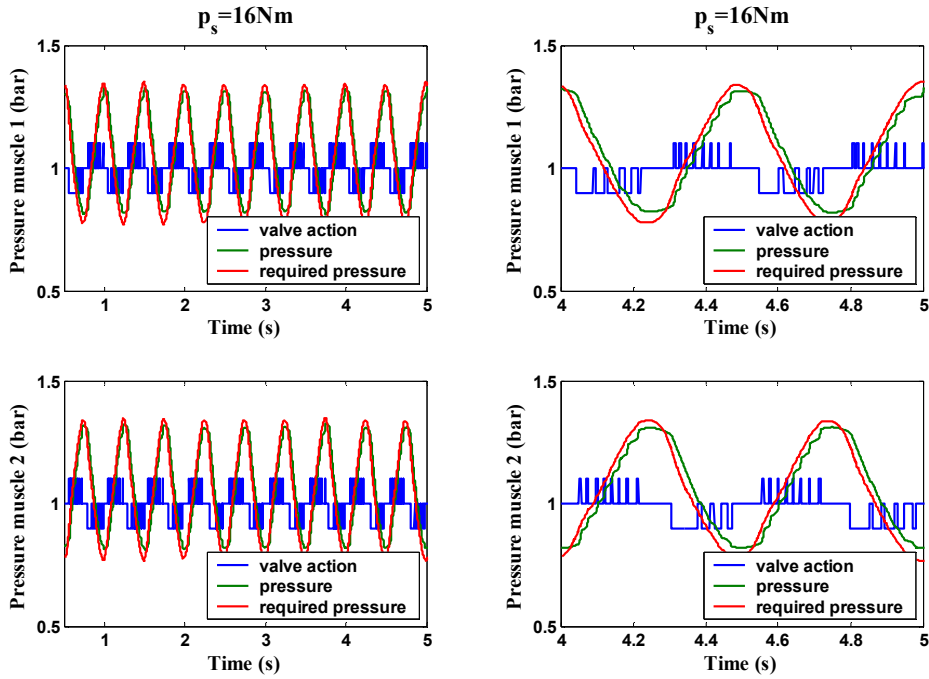 p_s=16Nm
Pressure muscle 1 (bar)
1.5
1
0.5
valve action
pressure
required pressure
1 2 3 4 5
Time (s)
p_s=16Nm
Pressure muscle 1 (bar)
1.5
1
0.5
valve action
pressure
required pressure
4 4.2 4.4 4.6 4.8 5
Time (s)
Pressure muscle 2 (bar)
1.5
1
0.5
valve action
pressure
required pressure
1 2 3 4 5
Time (s)
Pressure muscle 2 (bar)
1.5
1
0.5
valve action
pressure
required pressure
4 4.2 4.4 4.6 4.8 5
Time (s)